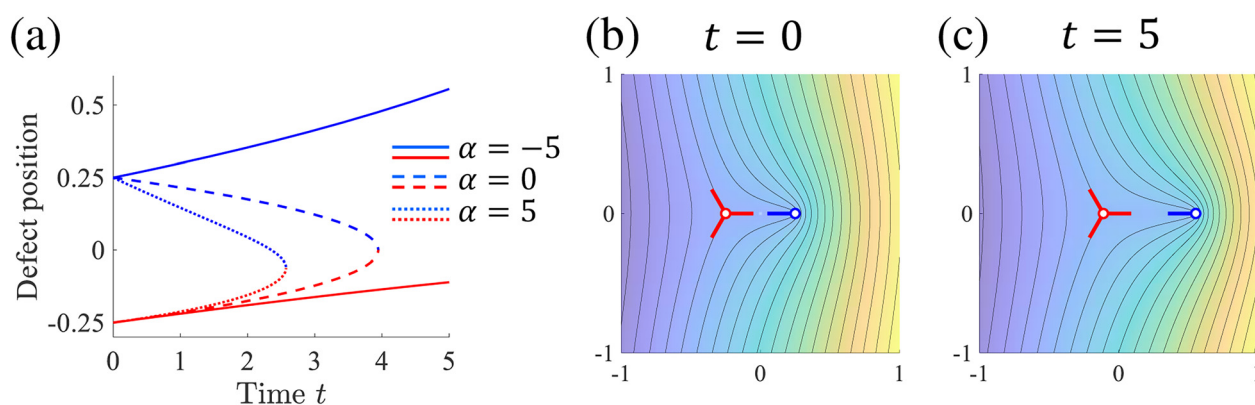 (a)
0.5
0.25
0
-0.25
Defect position
0 1 2 3 4 5
Time t
α = −5
α = 0
α = 5
(b) t = 0
1
0
-1
-1 0 1
(c) t = 5
1
0
-1
-1 0 1